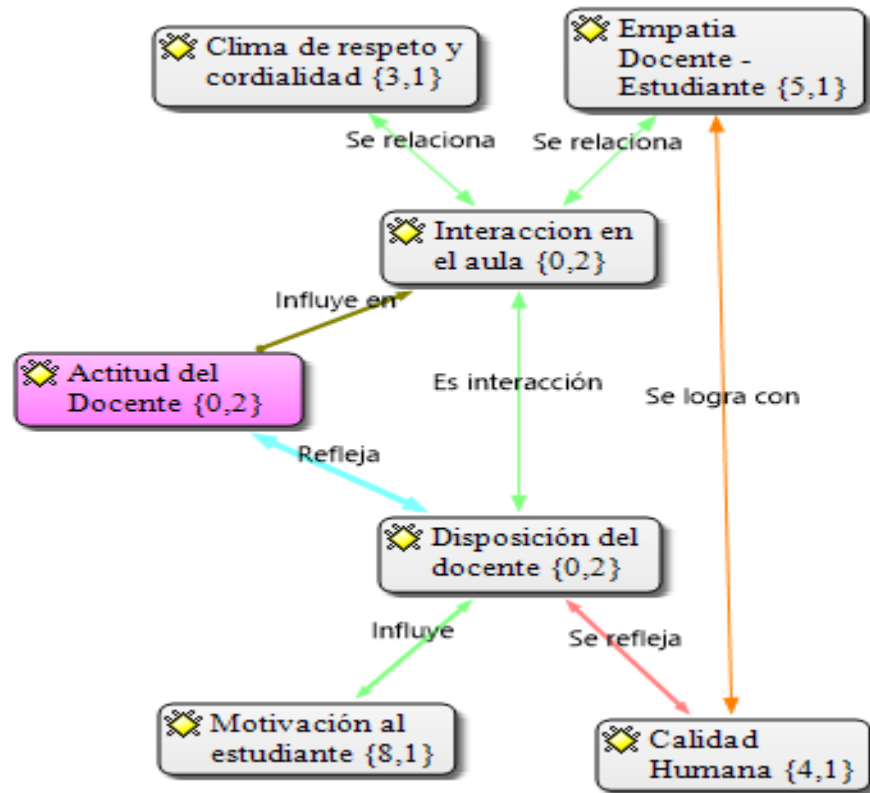 Clima de respeto y
cordialidad {3,1}
Empatia
Docente -
Estudiante {5,1}
Se relaciona
Se relaciona
Interaccion en
el aula {0,2}
Influye en
Actitud del
Docente {0,2}
Es interacción
Se logra con
Refleja
Disposición del
docente {0,2}
Influye
Se refleja
Motivación al
estudiante {8,1}
Calidad
Humana {4,1}